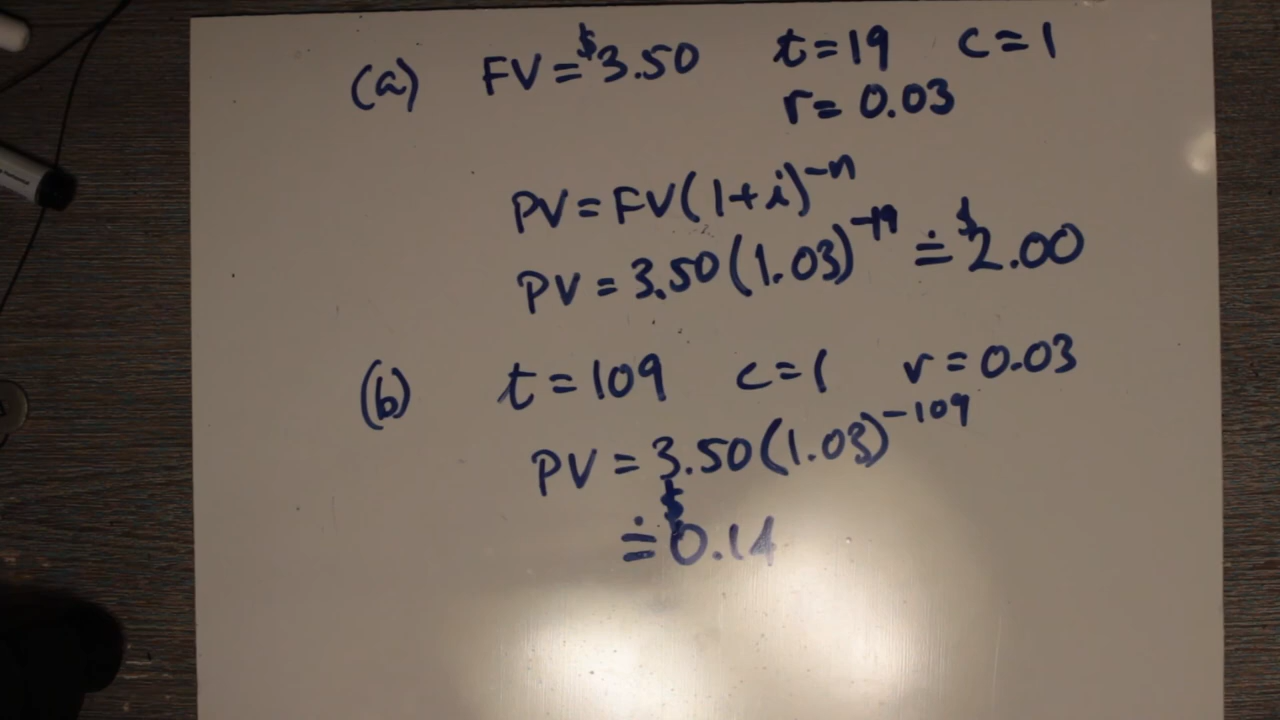 (a) FV = $3.50 t = 19 c = 1
r = 0.03
PV = FV(1+i)^-n
PV = 3.50(1.03)^-19 ≐ $2.00
(b) t = 109 c = 1 r = 0.03
PV = 3.50(1.03)^-109
≐ $0.14